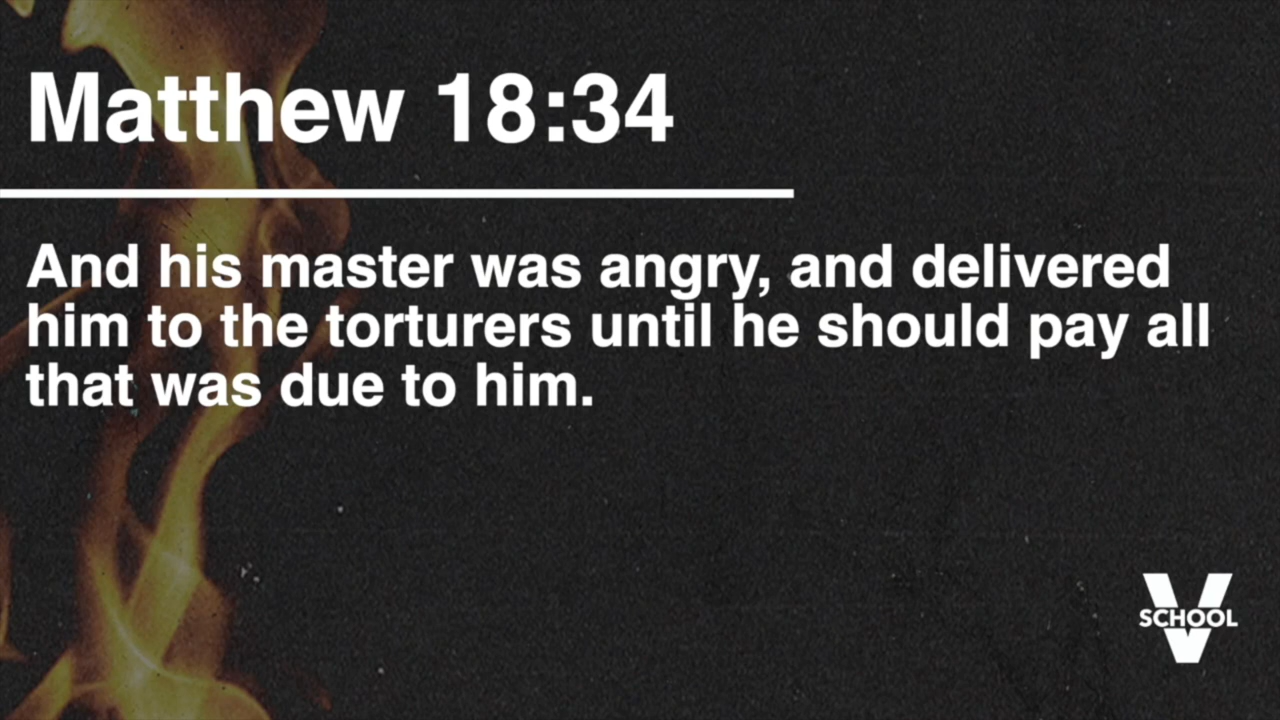 Matthew 18:34
And his master was angry, and delivered
him to the torturers until he should pay all
that was due to him.
V
SCHOOL